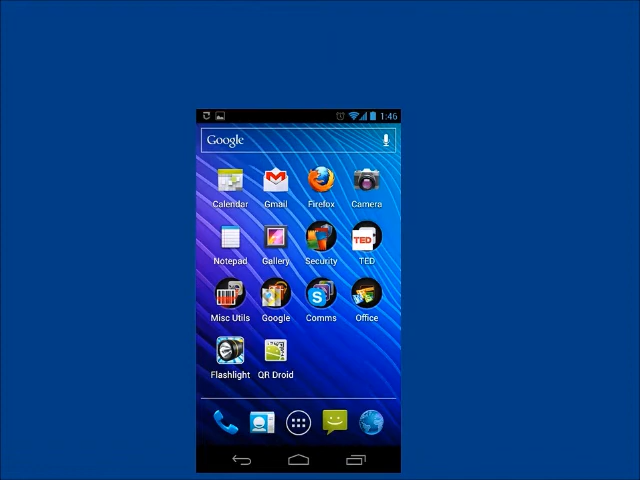 1:46
Google
Calendar Gmail Firefox Camera
Notepad Gallery Security TED
TED
Misc Utils Google Comms Office
Flashlight QR Droid